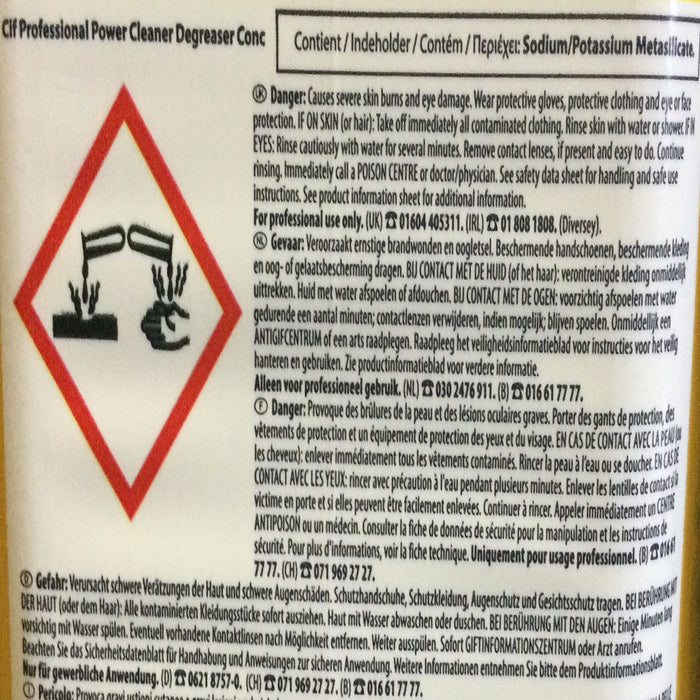 Cif Professional Power Cleaner Degreaser Conc
Contient / Indeholder / Contém / Περιέχει: Sodium/Potassium Metasilicate.
UK Danger: Causes severe skin burns and eye damage. Wear protective gloves, protective clothing and eye or face
protection. IF ON SKIN (or hair): Take off immediately all contaminated clothing. Rinse skin with water or shower. IF IN
EYES: Rinse cautiously with water for several minutes. Remove contact lenses, if present and easy to do. Continue
rinsing. Immediately call a POISON CENTRE or doctor/physician. See safety data sheet for handling and safe use
instructions. See product information sheet for additional information.
For professional use only. (UK) ☎ 01604 405311. (IRL) ☎ 01 808 1808. (Diversey).
NL Gevaar: Veroorzaakt ernstige brandwonden en oogletsel. Beschermende handschoenen, beschermende kleding
en oog- of gelaatsbescherming dragen. BIJ CONTACT MET DE HUID (of het haar): verontreinigde kleding onmiddellijk
uittrekken. Huid met water afspoelen of afdouchen. BIJ CONTACT MET DE OGEN: voorzichtig afspoelen met water
gedurende een aantal minuten; contactlenzen verwijderen, indien mogelijk; blijven spoelen. Onmiddellijk een
ANTIGIFCENTRUM of een arts raadplegen. Raadpleeg het veiligheidsinformatieblad voor instructies voor het veilig
hanteren en gebruiken. Zie productinformatieblad voor verdere informatie.
Alleen voor professioneel gebruik. (NL) ☎ 030 2476 911. (B) ☎ 016 61 77 77.
F Danger: Provoque des brûlures de la peau et des lésions oculaires graves. Porter des gants de protection, des
vêtements de protection et un équipement de protection des yeux et du visage. EN CAS DE CONTACT AVEC LA PEAU (ou
les cheveux): enlever immédiatement tous les vêtements contaminés. Rincer la peau à l'eau ou se doucher. EN CAS DE
CONTACT AVEC LES YEUX: rincer avec précaution à l'eau pendant plusieurs minutes. Enlever les lentilles de contact si la
victime en porte et si elles peuvent être facilement enlevées. Continuer à rincer. Appeler immédiatement un CENTRE
ANTIPOISON ou un médecin. Consulter la fiche de données de sécurité pour la manipulation et les instructions de
sécurité. Pour plus d'informations, voir la fiche technique. Uniquement pour usage professionnel. (B) ☎ 016 61
77 77. (CH) ☎ 071 969 27 27.
D Gefahr: Verursacht schwere Verätzungen der Haut und schwere Augenschäden. Schutzhandschuhe, Schutzkleidung, Augenschutz und Gesichtsschutz tragen. BEI BERÜHRUNG MIT
DER HAUT (oder dem Haar): Alle kontaminierten Kleidungsstücke sofort ausziehen. Haut mit Wasser abwaschen oder duschen. BEI BERÜHRUNG MIT DEN AUGEN: Einige Minuten lang
vorsichtig mit Wasser spülen. Eventuell vorhandene Kontaktlinsen nach Möglichkeit entfernen. Weiter ausspülen. Sofort GIFTINFORMATIONSZENTRUM oder Arzt anrufen.
Beachten Sie das Sicherheitsdatenblatt für Handhabung und Anweisungen zur sicheren Anwendung. Weitere Informationen entnehmen Sie bitte dem Produktinformationsblatt.
Nur für gewerbliche Anwendung. (D) ☎ 0621 8757-0. (CH) ☎ 071 969 27 27. (B) ☎ 016 61 77 77.
I Pericolo: Provoca gravi ustioni